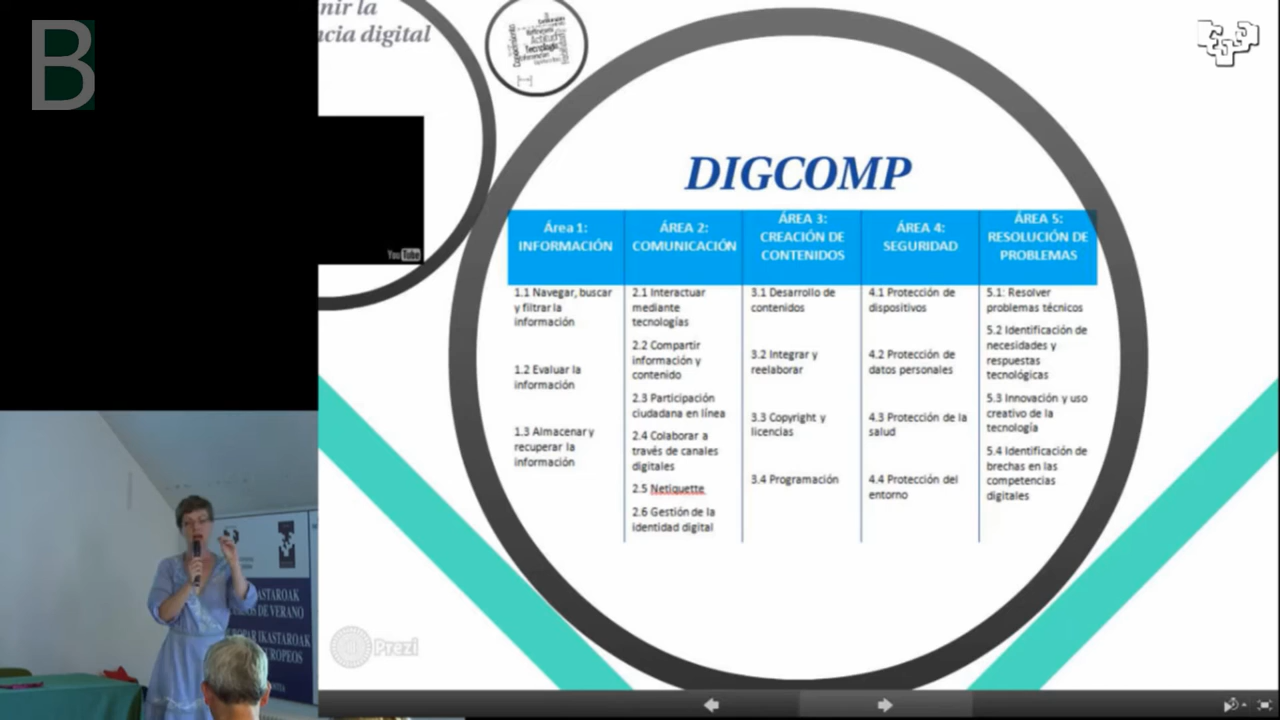 B
nir la
ncia digital
Conocimiento
Actitudes
Tecnología
DIGCOMP
Área 1:
INFORMACIÓN
1.1 Navegar, buscar
y filtrar la
información
1.2 Evaluar la
información
1.3 Almacenar y
recuperar la
información
ÁREA 2:
COMUNICACIÓN
2.1 Interactuar
mediante
tecnologías
2.2 Compartir
información y
contenido
2.3 Participación
ciudadana en línea
2.4 Colaborar a
través de canales
digitales
2.5 Netiquette
2.6 Gestión de la
identidad digital
ÁREA 3:
CREACIÓN DE
CONTENIDOS
3.1 Desarrollo de
contenidos
3.2 Integrar y
reelaborar
3.3 Copyright y
licencias
3.4 Programación
ÁREA 4:
SEGURIDAD
4.1 Protección de
dispositivos
4.2 Protección de
datos personales
4.3 Protección de la
salud
4.4 Protección del
entorno
ÁREA 5:
RESOLUCIÓN DE
PROBLEMAS
5.1: Resolver
problemas técnicos
5.2 Identificación de
necesidades y
respuestas
tecnológicas
5.3 Innovación y uso
creativo de la
tecnología
5.4 Identificación de
brechas en las
competencias
digitales
YouTube
Prezi
IKASTAROAK
DE VERANO
IKASTAROAK
EUROPEOS